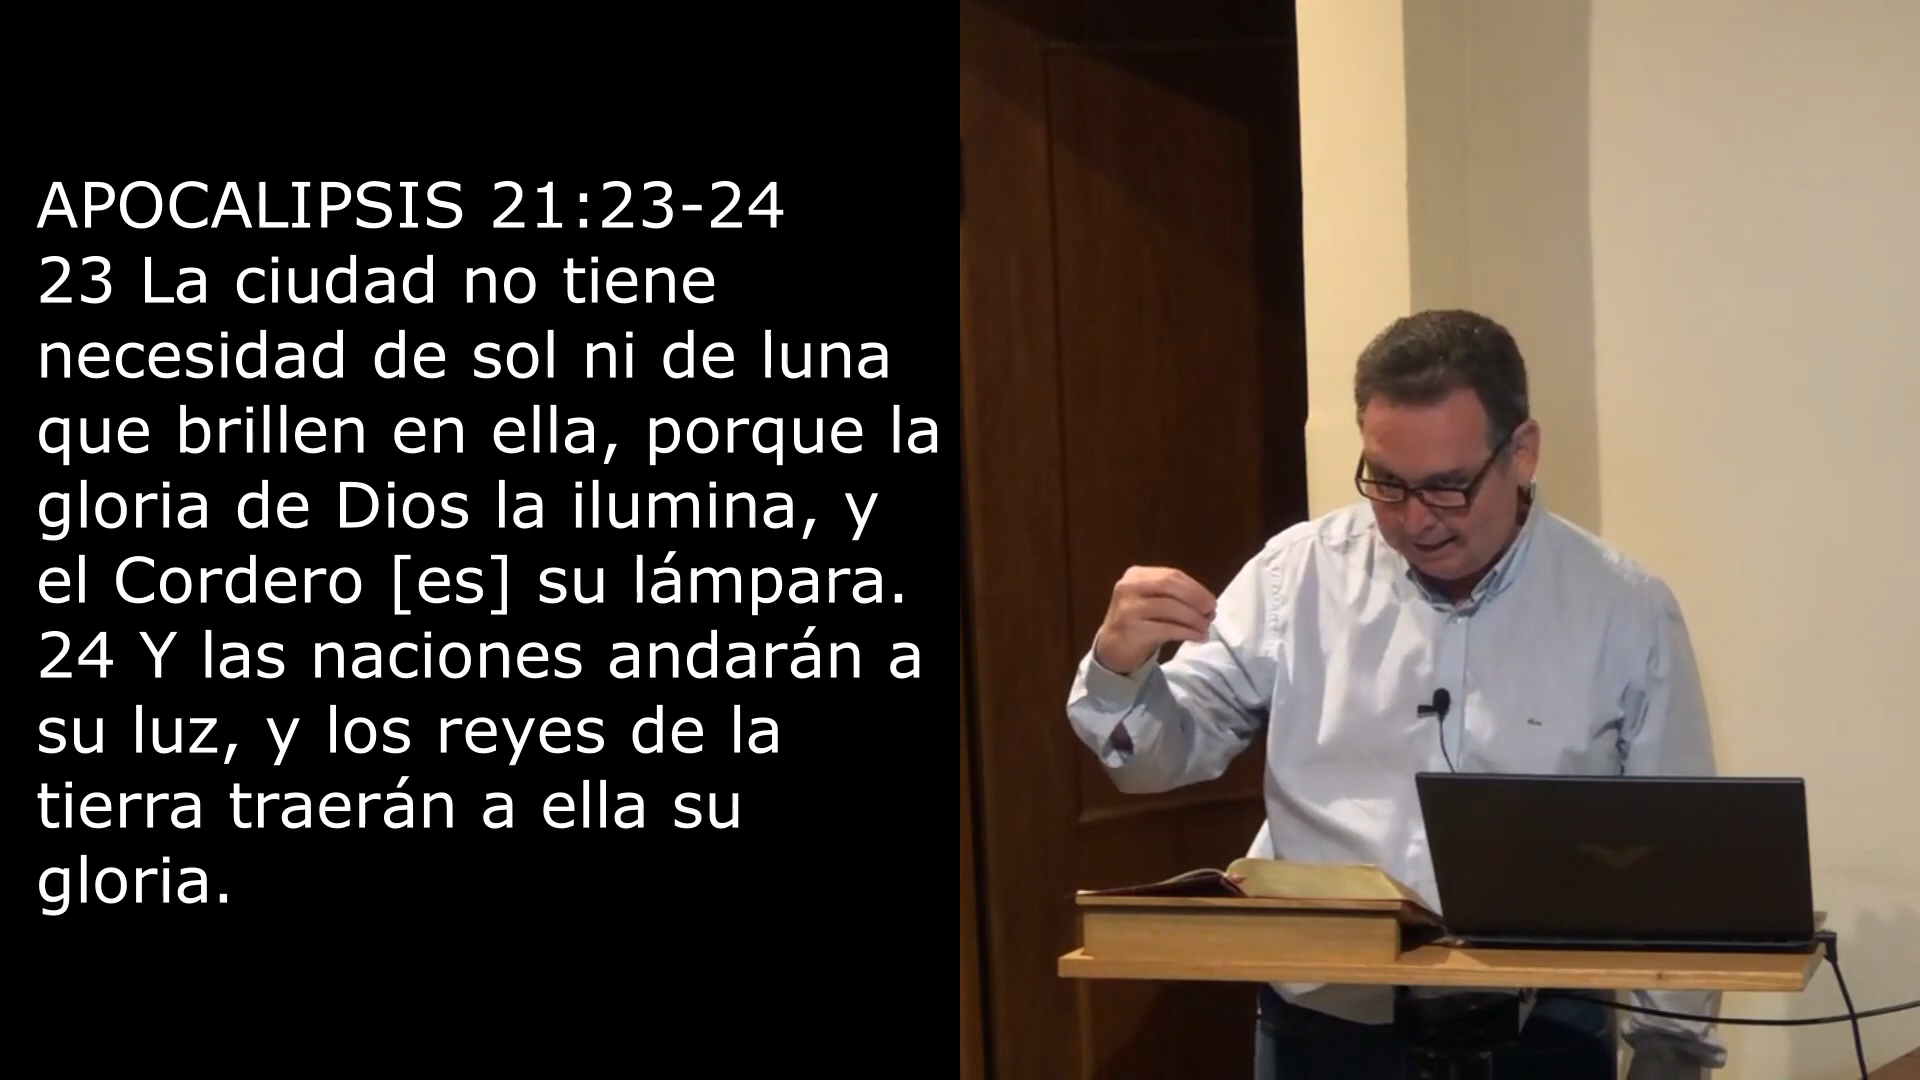 APOCALIPSIS 21:23-24
23 La ciudad no tiene
necesidad de sol ni de luna
que brillen en ella, porque la
gloria de Dios la ilumina, y
el Cordero [es] su lámpara.
24 Y las naciones andarán a
su luz, y los reyes de la
tierra traerán a ella su
gloria.